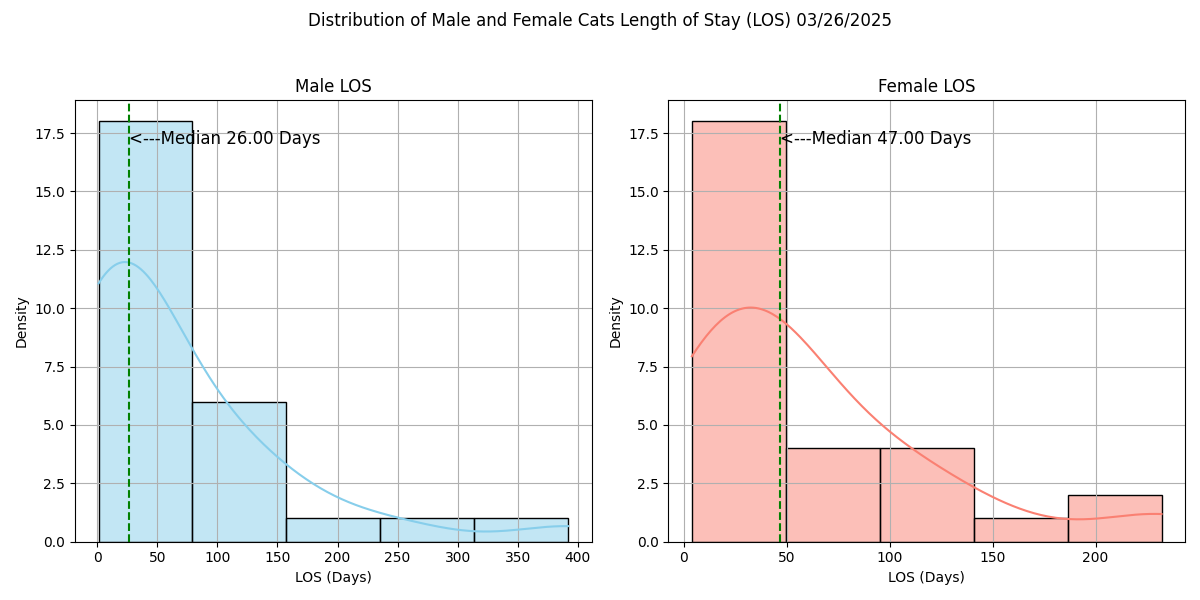 Distribution of Male and Female Cats Length of Stay (LOS) 03/26/2025
Male LOS
Density
17.5
15.0
12.5
10.0
7.5
5.0
2.5
0.0
<---Median 26.00 Days
0 50 100 150 200 250 300 350 400
LOS (Days)
Female LOS
Density
17.5
15.0
12.5
10.0
7.5
5.0
2.5
0.0
<---Median 47.00 Days
0 50 100 150 200
LOS (Days)